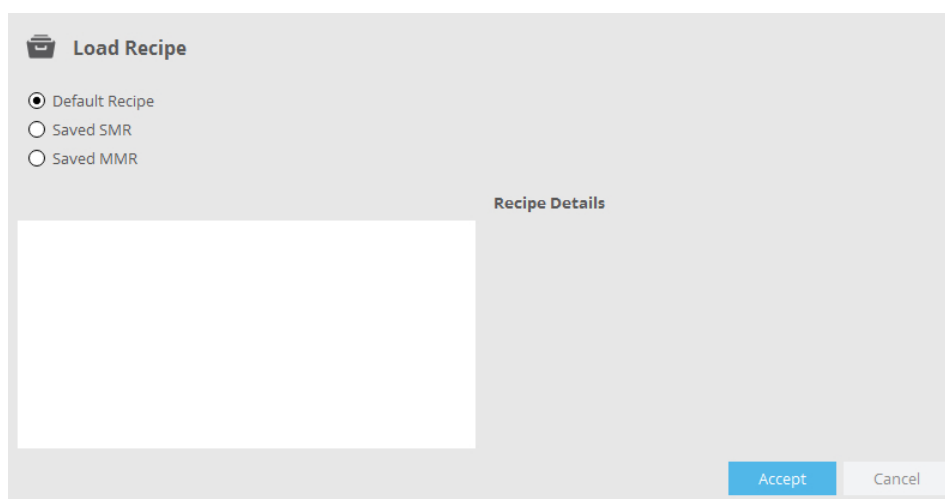 Load Recipe
Default Recipe
Saved SMR
Saved MMR
Recipe Details
Accept Cancel